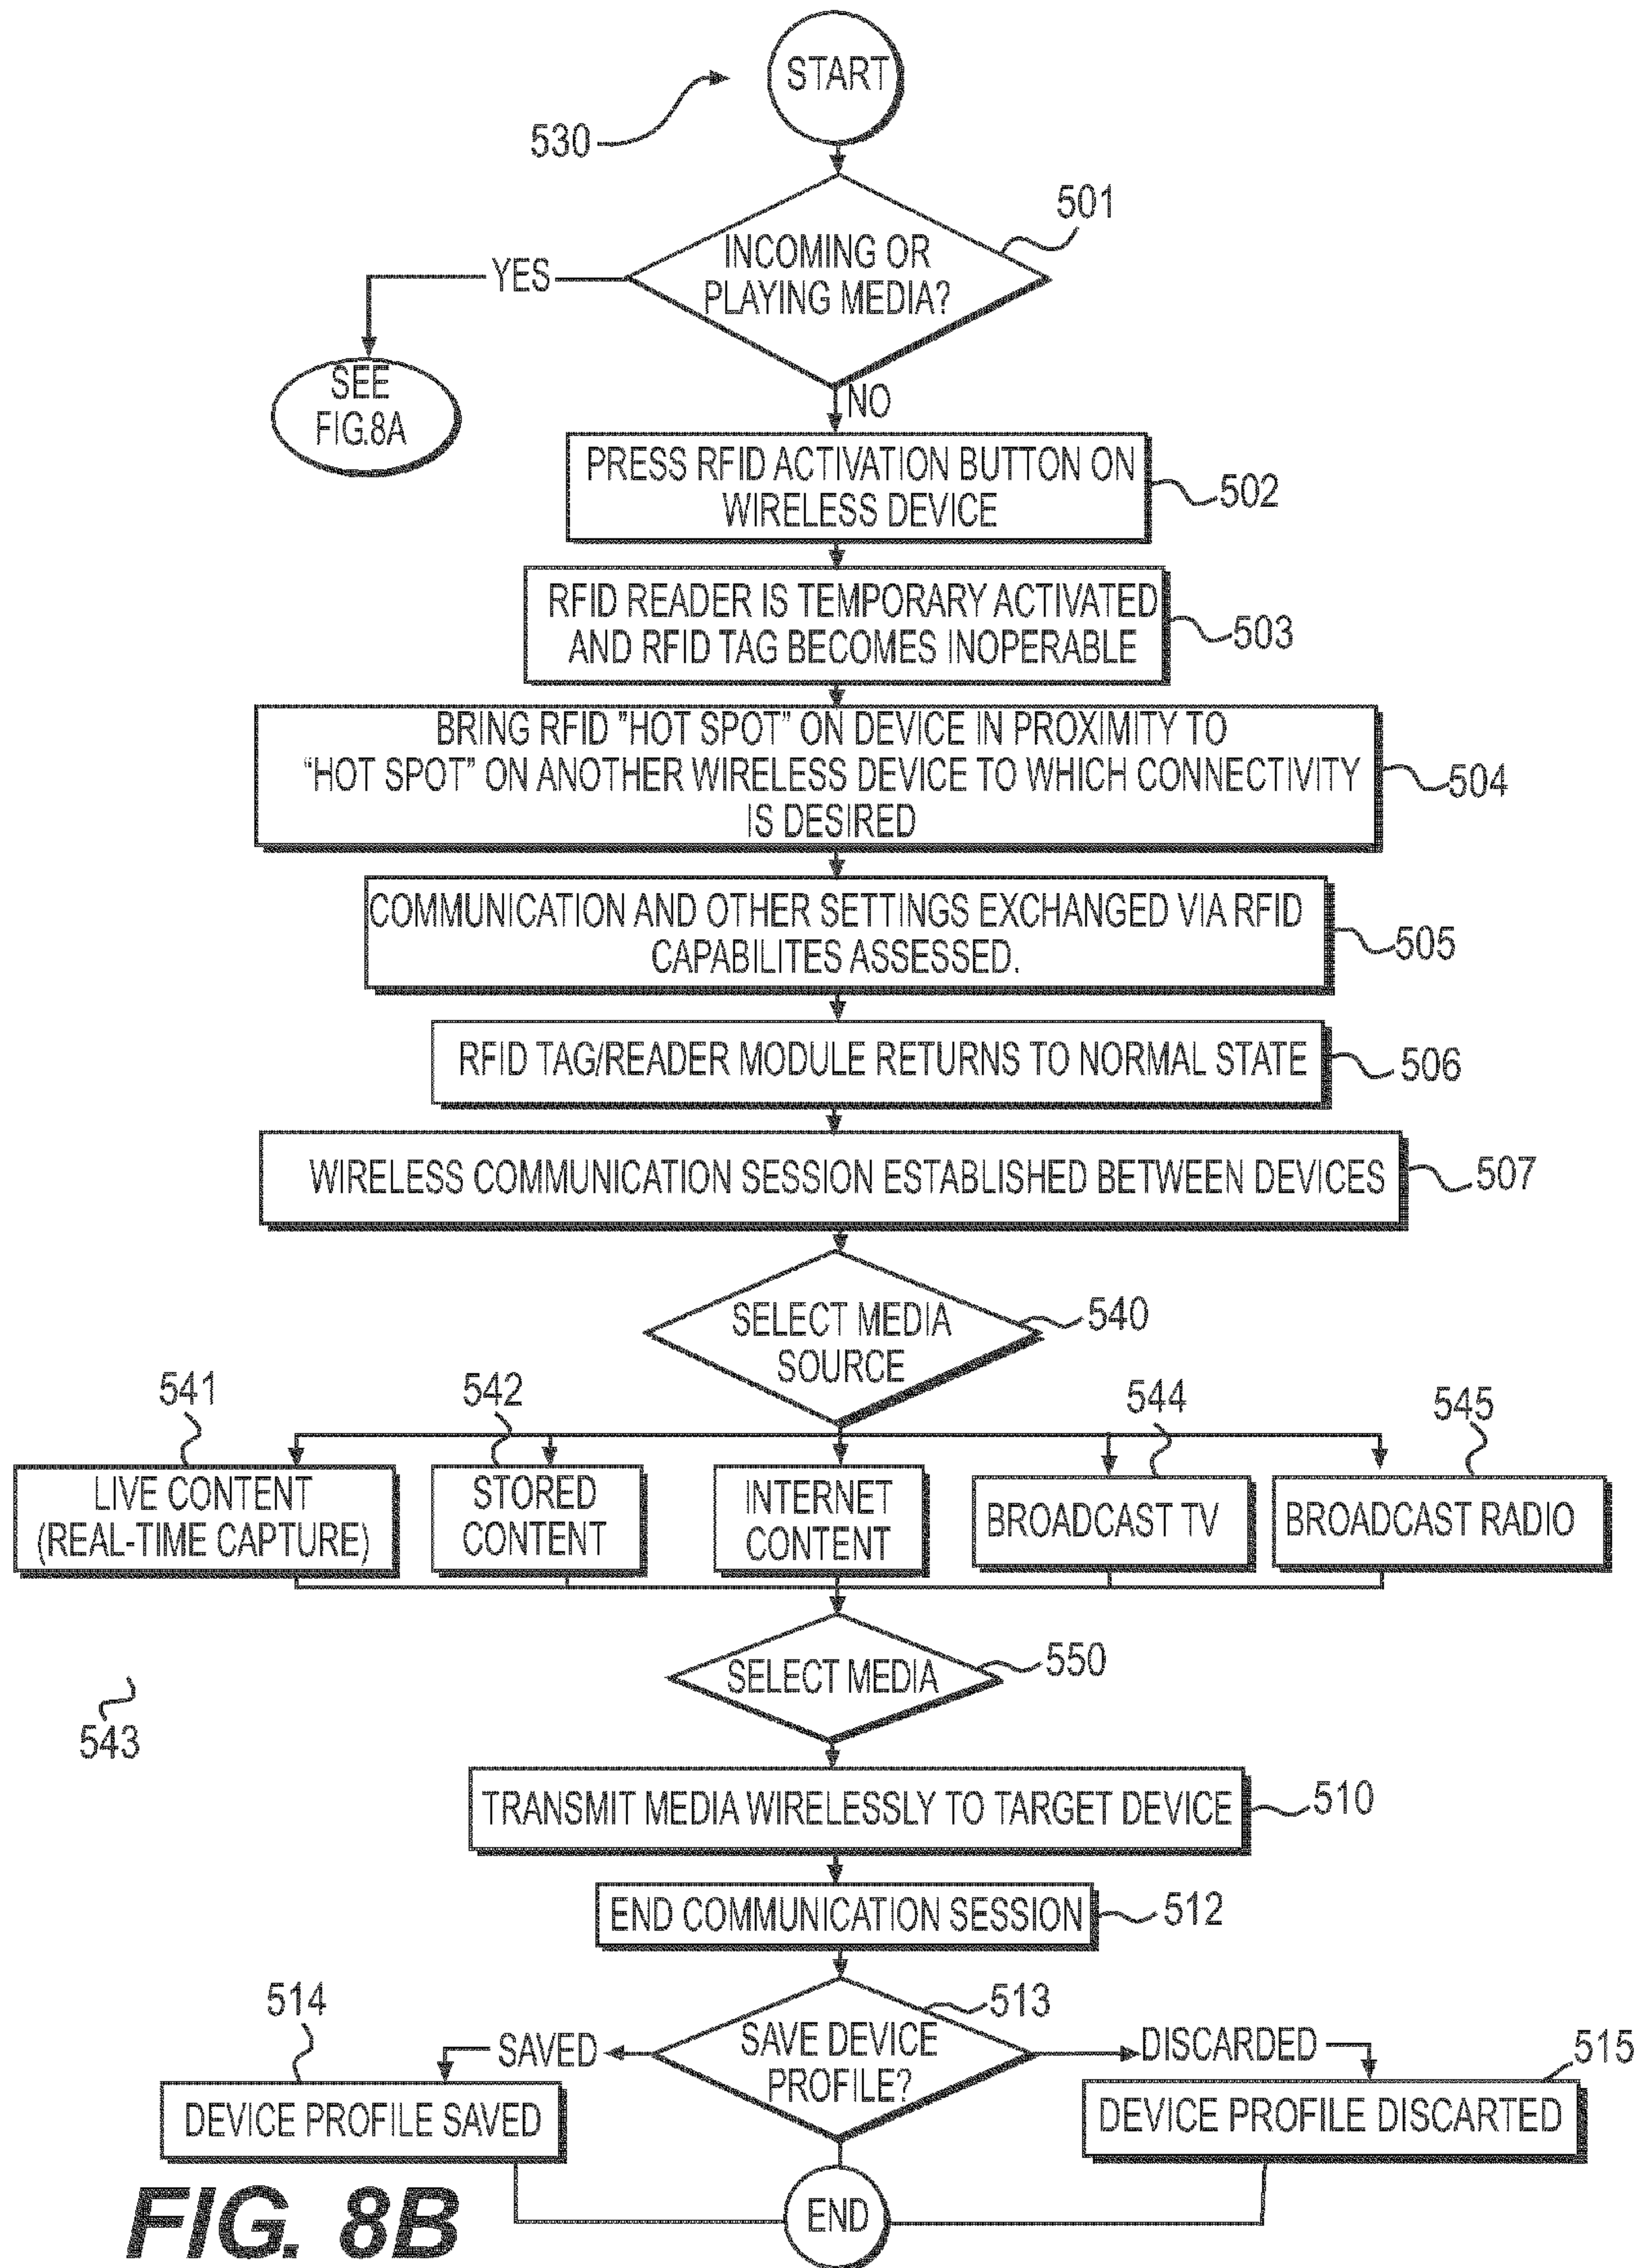 START
530
501
INCOMING OR
PLAYING MEDIA?
YES
SEE
FIG.8A
NO
PRESS RFID ACTIVATION BUTTON ON
WIRELESS DEVICE
502
RFID READER IS TEMPORARY ACTIVATED
AND RFID TAG BECOMES INOPERABLE
503
BRING RFID "HOT SPOT" ON DEVICE IN PROXIMITY TO
"HOT SPOT" ON ANOTHER WIRELESS DEVICE TO WHICH CONNECTIVITY
IS DESIRED
504
COMMUNICATION AND OTHER SETTINGS EXCHANGED VIA RFID
CAPABILITES ASSESSED.
505
RFID TAG/READER MODULE RETURNS TO NORMAL STATE
506
WIRELESS COMMUNICATION SESSION ESTABLISHED BETWEEN DEVICES
507
SELECT MEDIA
SOURCE
540
541
542
544
545
LIVE CONTENT
(REAL-TIME CAPTURE)
STORED
CONTENT
INTERNET
CONTENT
BROADCAST TV
BROADCAST RADIO
SELECT MEDIA
550
543
TRANSMIT MEDIA WIRELESSLY TO TARGET DEVICE
510
END COMMUNICATION SESSION
512
514
513
SAVE DEVICE
PROFILE?
SAVED
DISCARDED
515
DEVICE PROFILE SAVED
DEVICE PROFILE DISCARTED
END
FIG. 8B